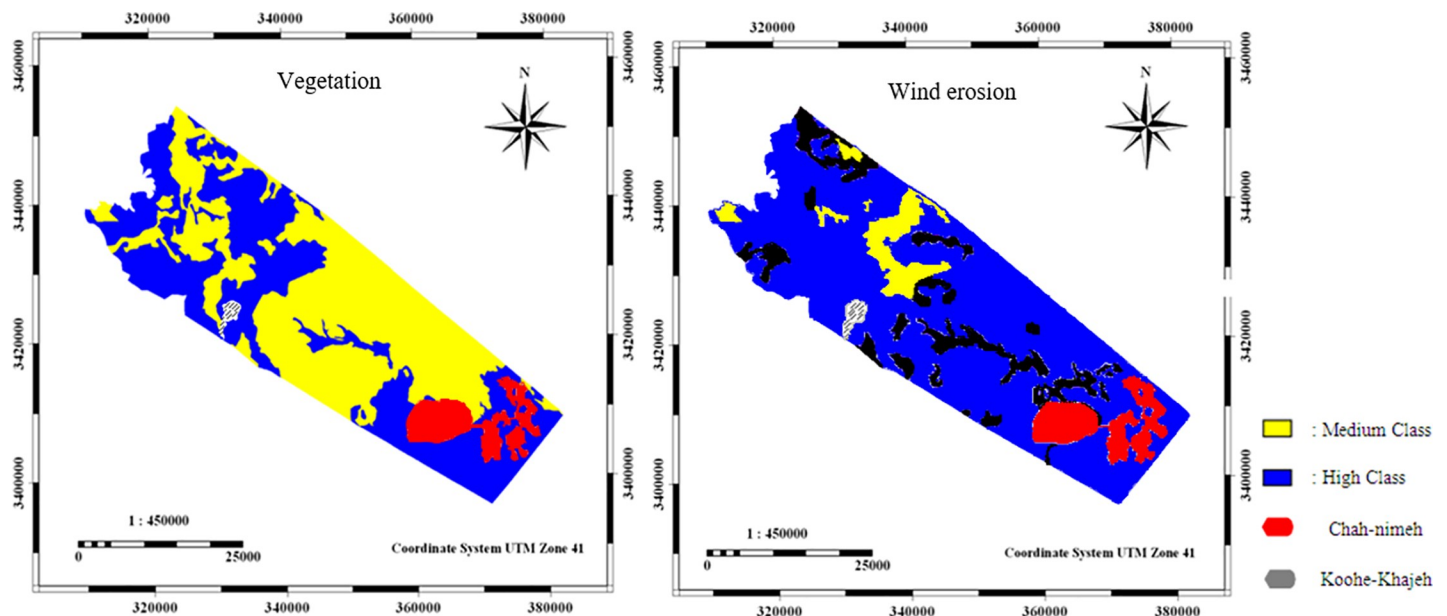 320000 340000 360000 380000
Vegetation
N
3460000
3440000
3420000
3400000
3460000
3440000
3420000
3400000
1 : 450000
0 25000
Coordinate System UTM Zone 41
320000 340000 360000 380000
320000 340000 360000 380000
Wind erosion
N
3460000
3440000
3420000
3400000
3460000
3440000
3420000
3400000
1 : 450000
0 25000
Coordinate System UTM Zone 41
320000 340000 360000 380000
: Medium Class
: High Class
Chah-nimeh
Koohe-Khajeh